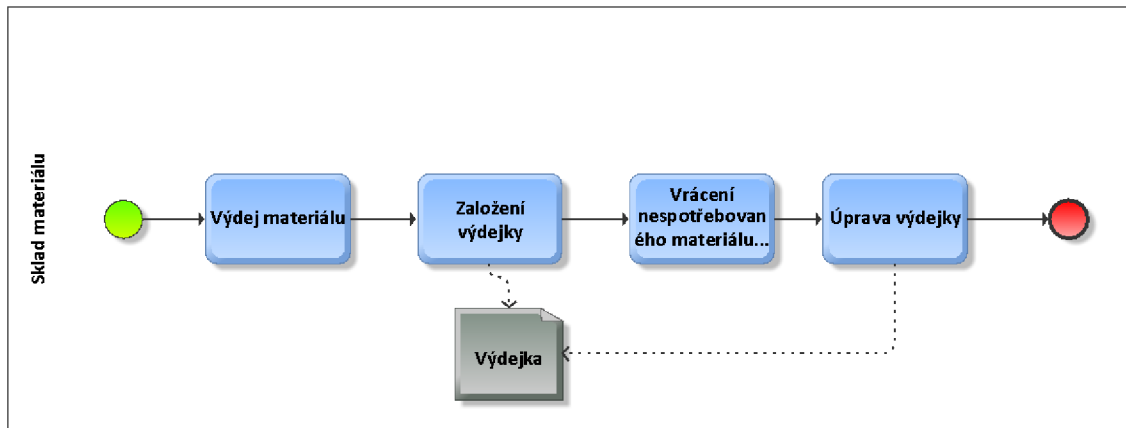 Sklad materiálu
Výdej materiálu
Založení
výdejky
Vrácení
nespotřebovan
ého materiálu...
Úprava výdejky
Výdejka